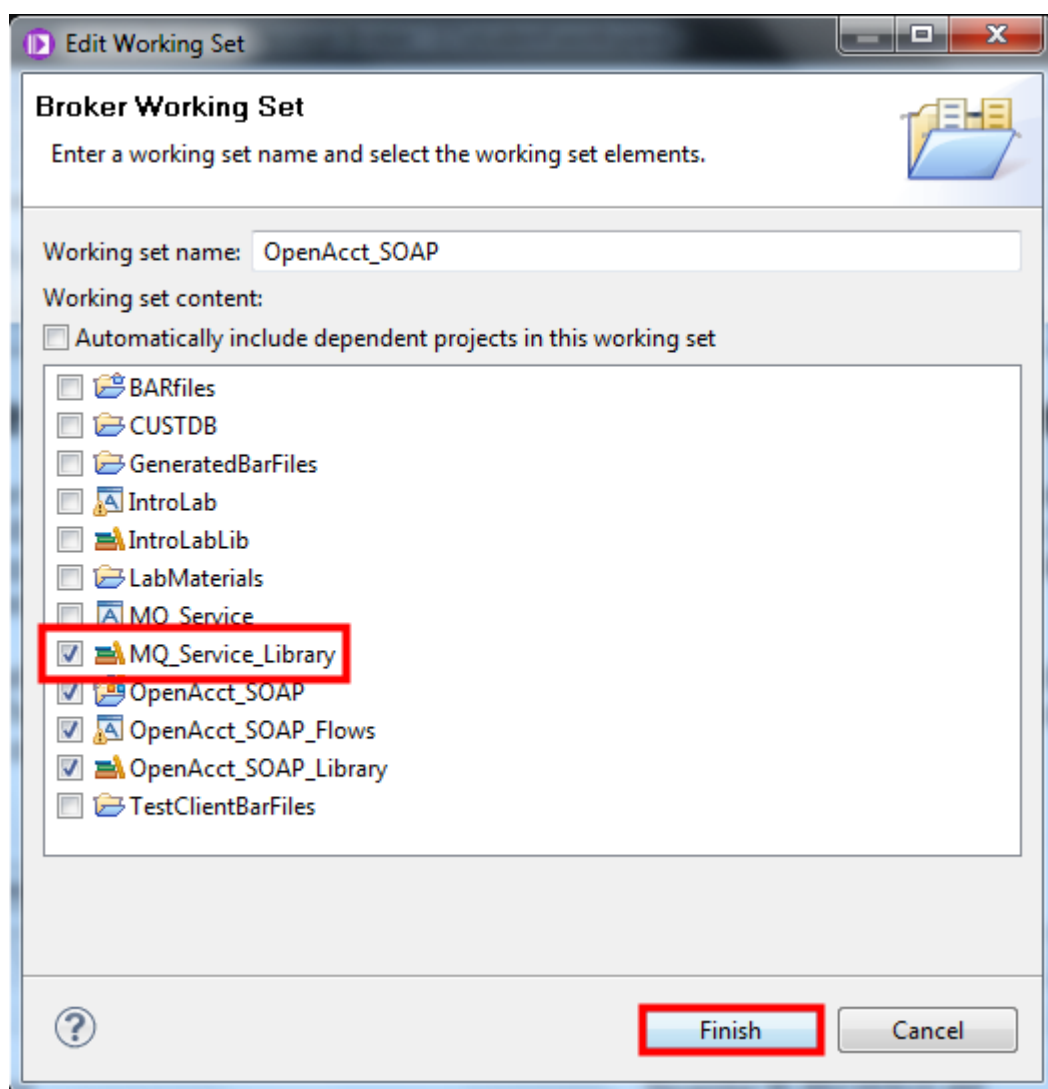 Edit Working Set
Broker Working Set
Enter a working set name and select the working set elements.
Working set name: OpenAcct_SOAP
Working set content:
Automatically include dependent projects in this working set
BARfiles
CUSTDB
GeneratedBarFiles
IntroLab
IntroLabLib
LabMaterials
MQ_Service
MQ_Service_Library
OpenAcct_SOAP
OpenAcct_SOAP_Flows
OpenAcct_SOAP_Library
TestClientBarFiles
Finish Cancel